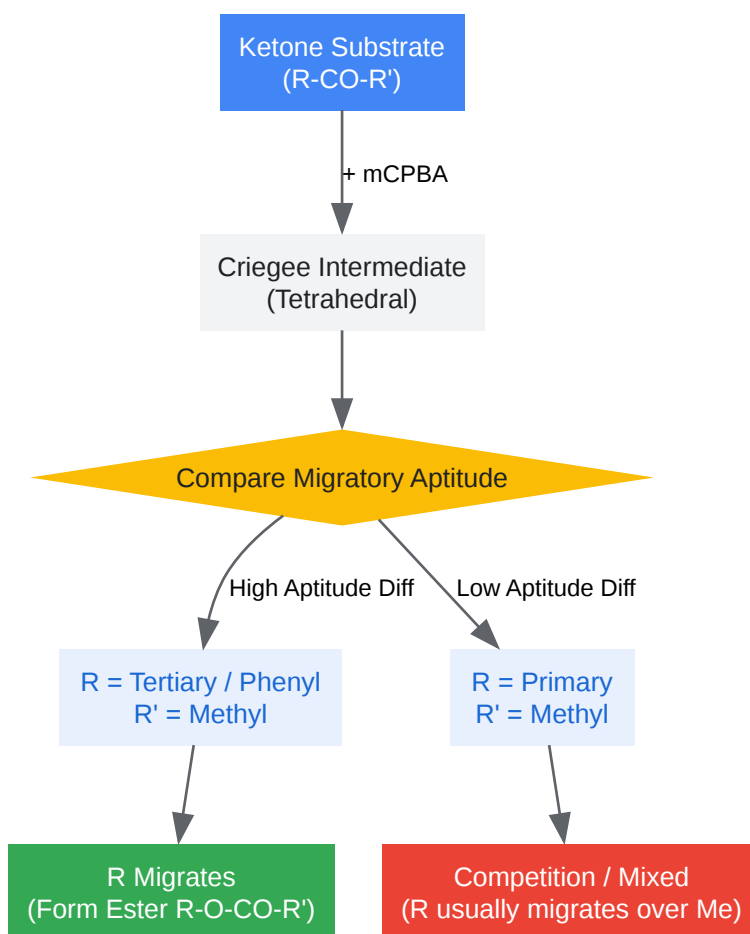 Ketone Substrate
(R-CO-R')
+ mCPBA
Criegee Intermediate
(Tetrahedral)
Compare Migratory Aptitude
High Aptitude Diff
Low Aptitude Diff
R = Tertiary / Phenyl
R' = Methyl
R = Primary
R' = Methyl
R Migrates
(Form Ester R-O-CO-R')
Competition / Mixed
(R usually migrates over Me)